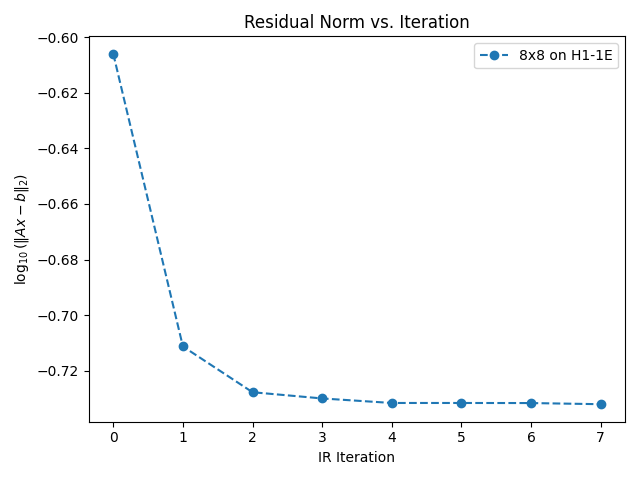 Residual Norm vs. Iteration
8x8 on H1-1E
log₁₀(‖Ax − b‖₂)
−0.60
−0.62
−0.64
−0.66
−0.68
−0.70
−0.72
0 1 2 3 4 5 6 7
IR Iteration